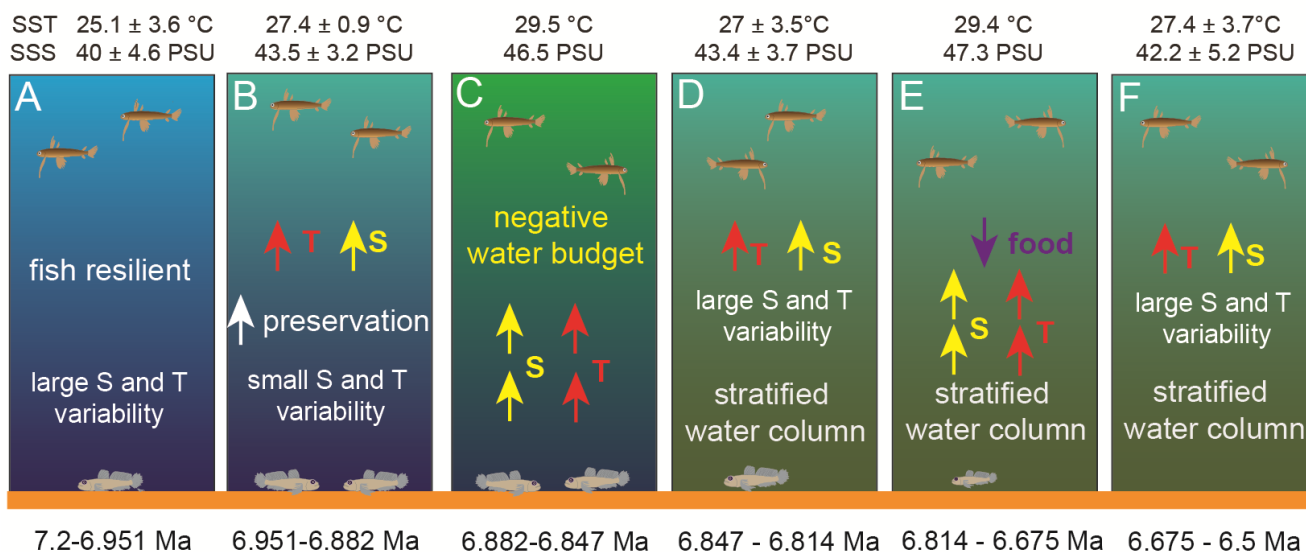 SST 25.1 ± 3.6 °C 27.4 ± 0.9 °C 29.5 °C 27 ± 3.5°C 29.4 °C 27.4 ± 3.7°C
SSS 40 ± 4.6 PSU 43.5 ± 3.2 PSU 46.5 PSU 43.4 ± 3.7 PSU 47.3 PSU 42.2 ± 5.2 PSU
A
fish resilient
large S and T
variability
7.2-6.951 Ma
B
T S
preservation
small S and T
variability
6.951-6.882 Ma
C
negative
water budget
S T
6.882-6.847 Ma
D
T S
large S and T
variability
stratified
water column
6.847 - 6.814 Ma
E
food
S T
stratified
water column
6.814 - 6.675 Ma
F
T S
large S and T
variability
stratified
water column
6.675 - 6.5 Ma